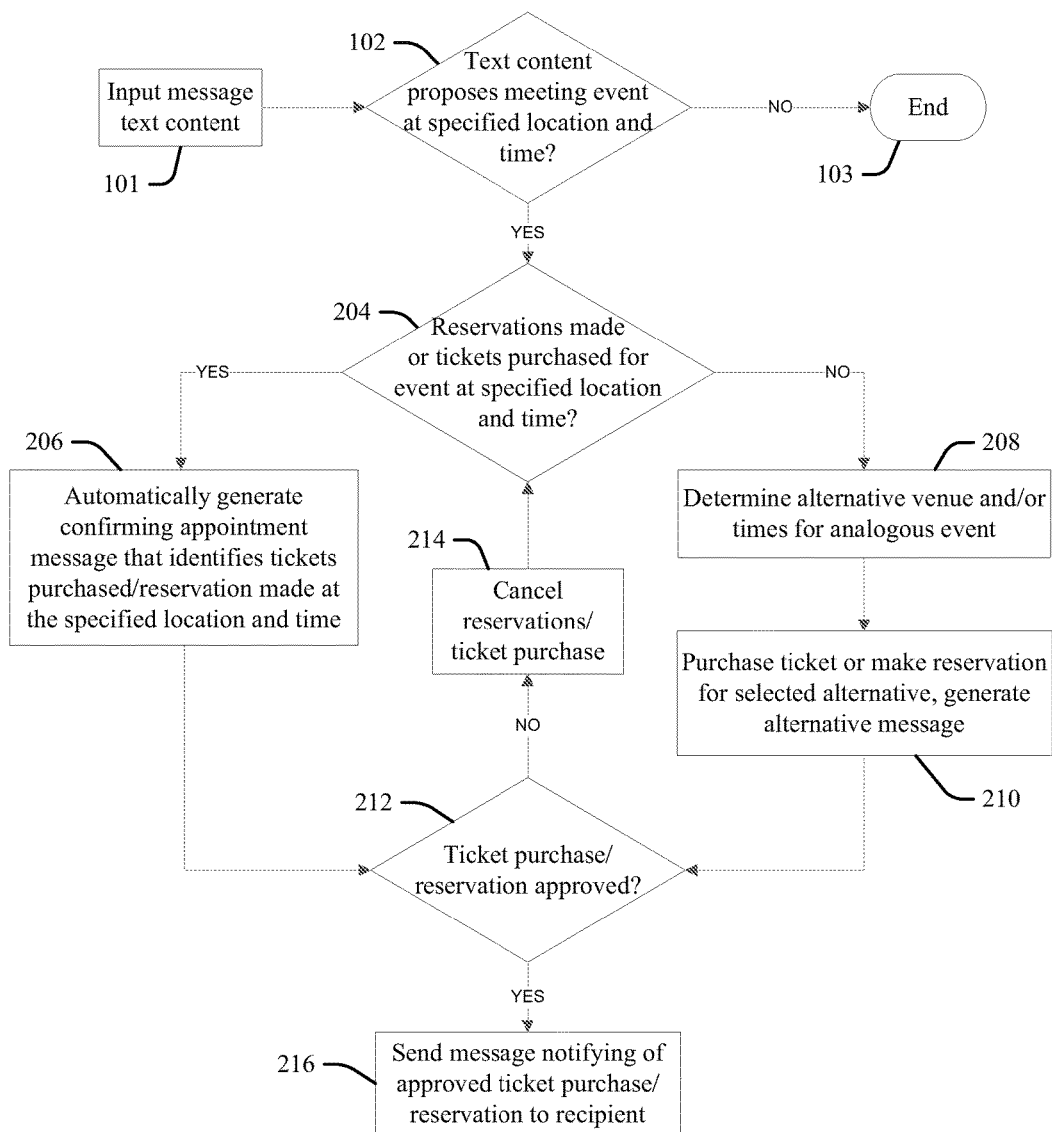 102
Text content
proposes meeting event
at specified location and
time?
Input message
text content
101
NO
End
103
YES
204
Reservations made
or tickets purchased for
event at specified location
and time?
YES
NO
206
Automatically generate
confirming appointment
message that identifies tickets
purchased/reservation made at
the specified location and time
208
Determine alternative venue and/or
times for analogous event
214
Cancel
reservations/
ticket purchase
Purchase ticket or make reservation
for selected alternative, generate
alternative message
210
NO
212
Ticket purchase/
reservation approved?
YES
216
Send message notifying of
approved ticket purchase/
reservation to recipient